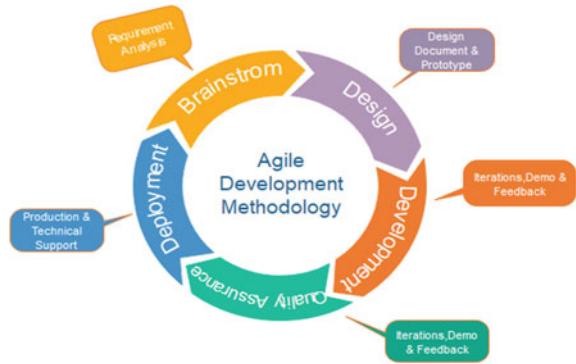 Requirement
Analysis
Brainstrom
Design
Design
Document &
Prototype
Agile
Development
Methodology
Development
Iterations,Demo &
Feedback
Deployment
Production &
Technical
Support
Quality Assurance
Iterations,Demo
& Feedback